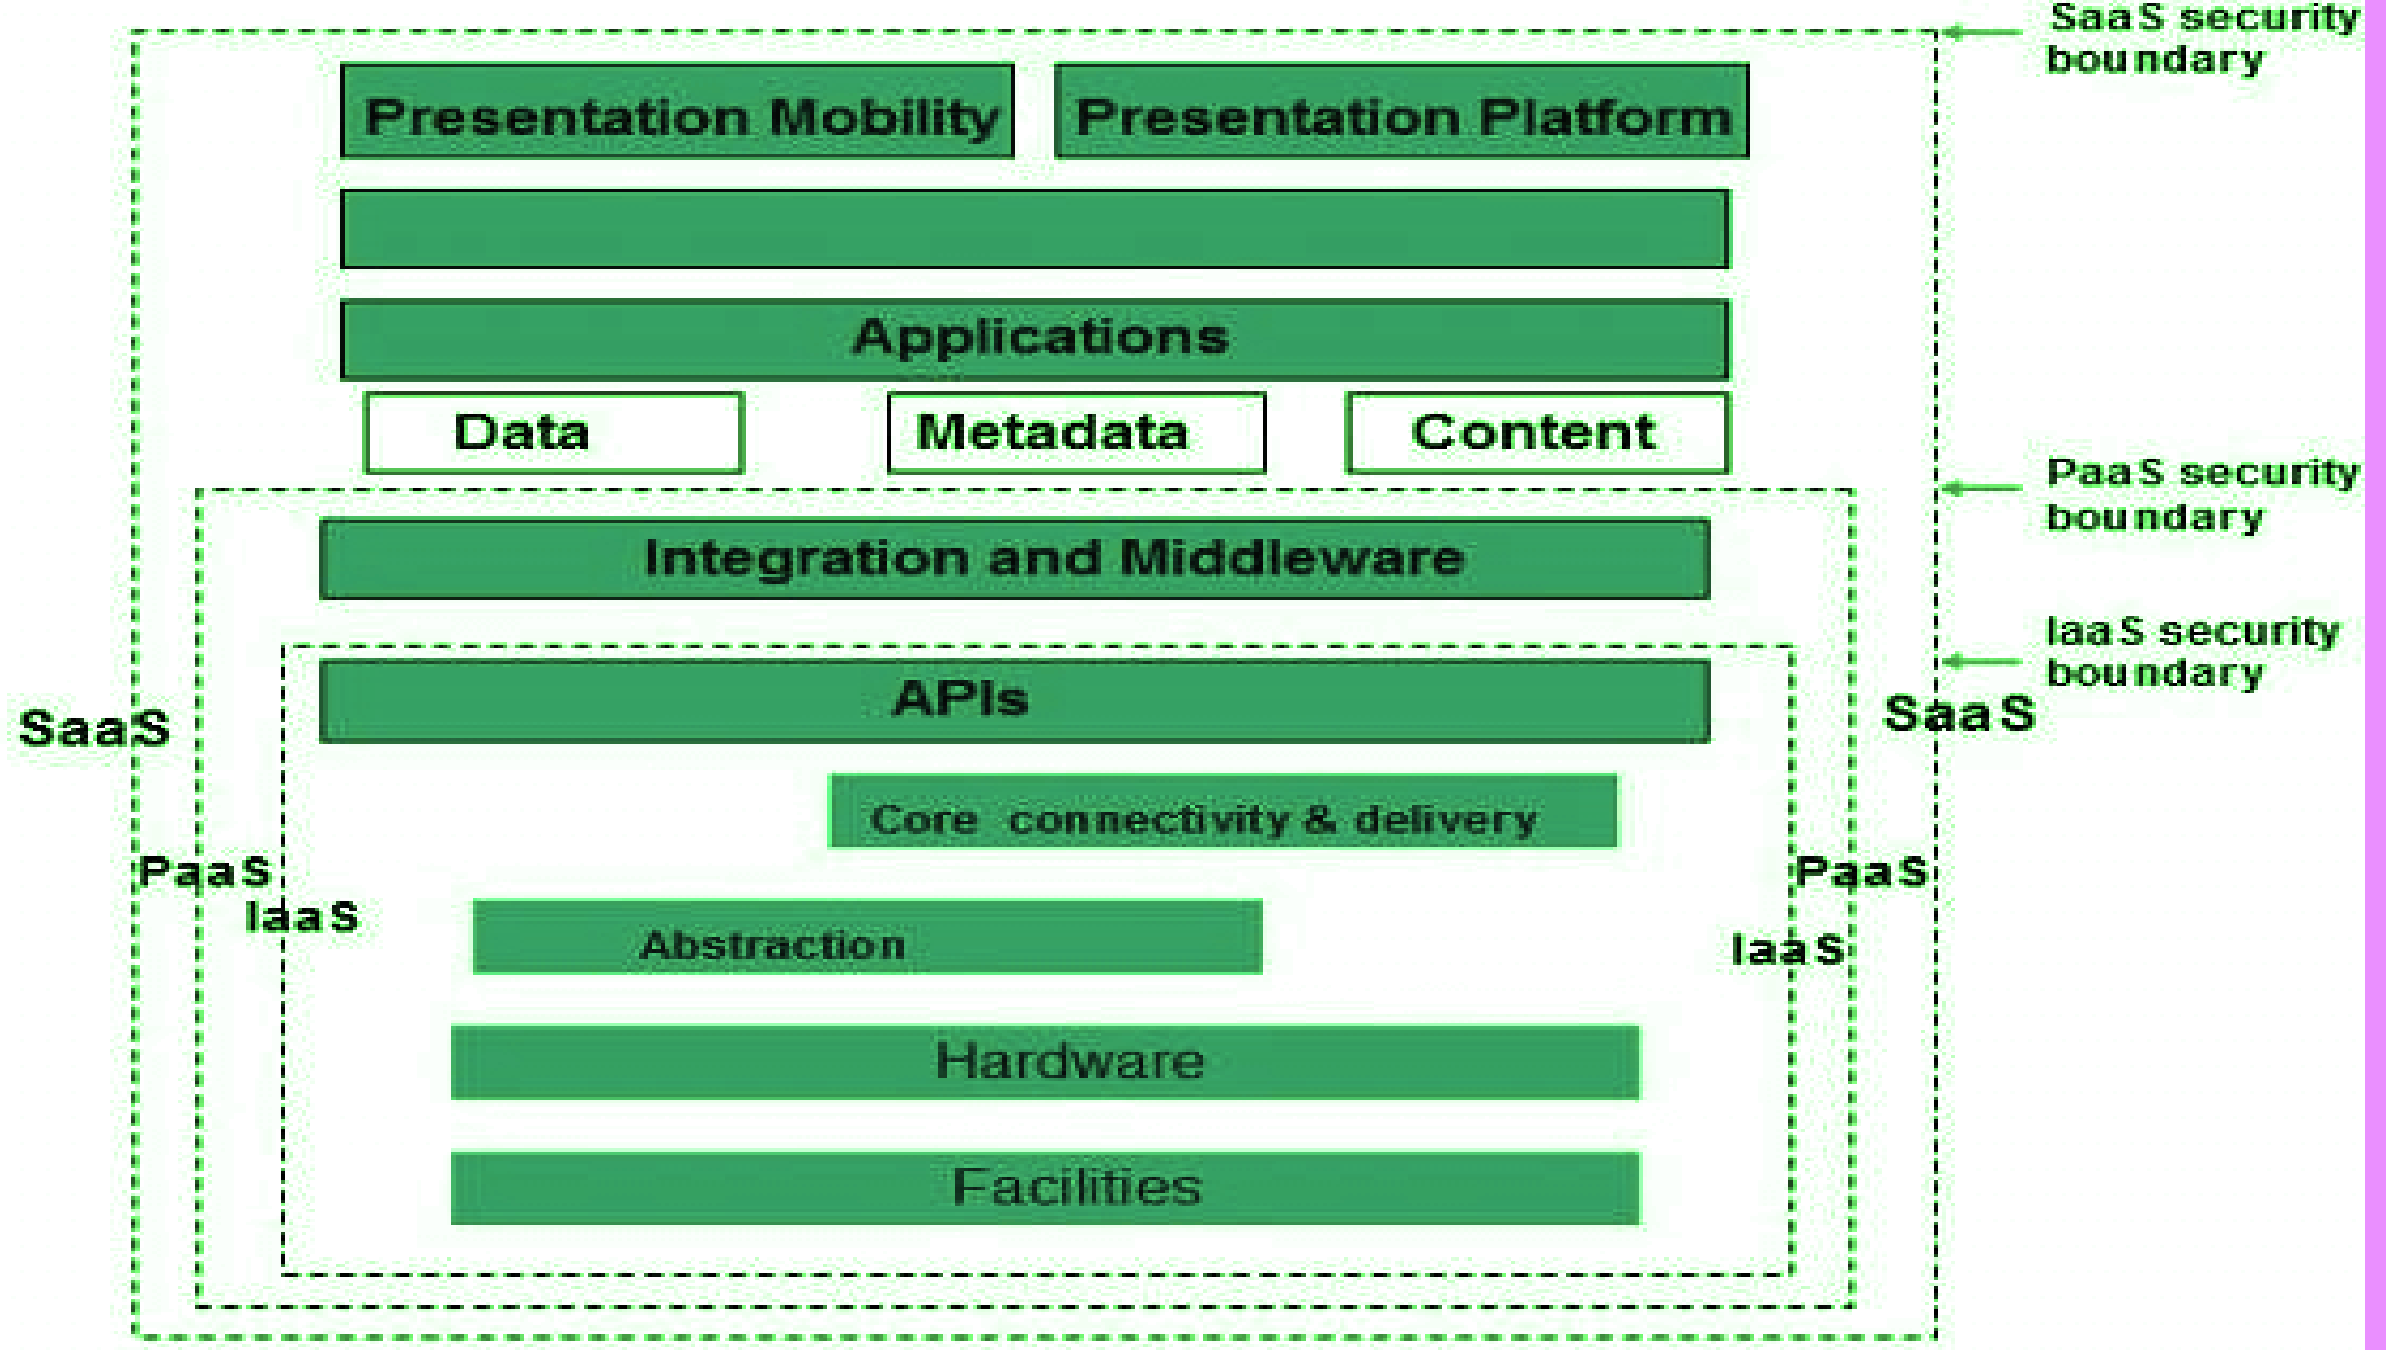 SaaS security
boundary
Presentation Mobility
Presentation Platform
Applications
Data
Metadata
Content
PaaS security
boundary
Integration and Middleware
IaaS security
boundary
APIs
SaaS
SaaS
Core connectivity & delivery
PaaS
PaaS
IaaS
Abstraction
IaaS
Hardware
Facilities